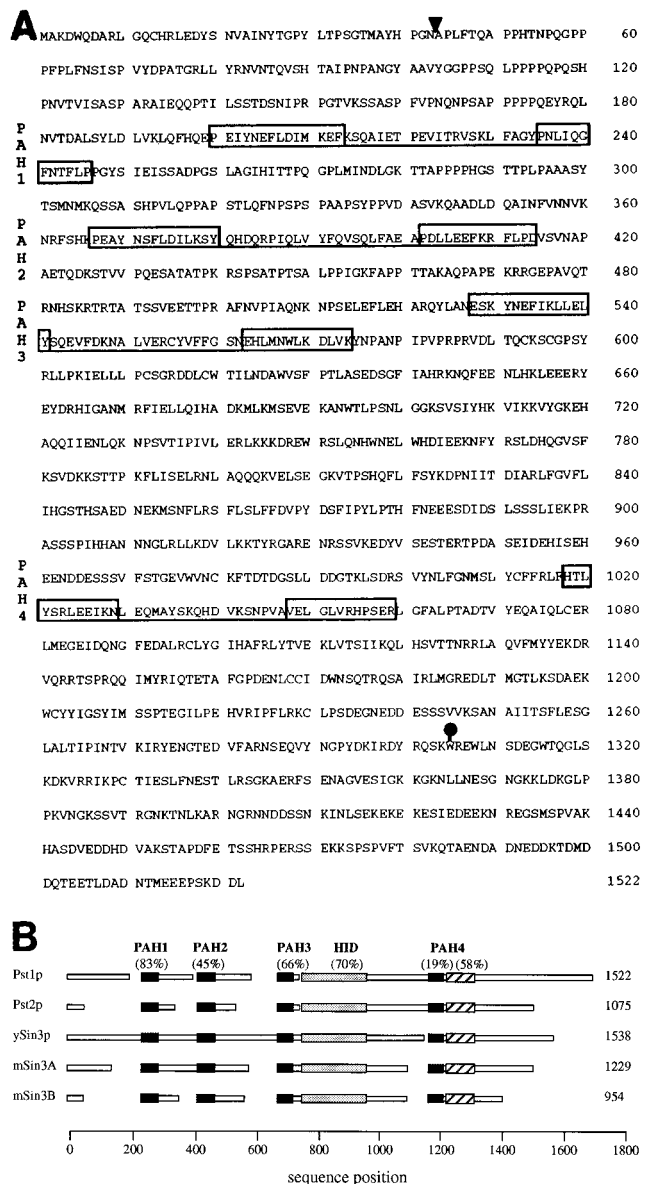 A
MAKDWQDARL GQCHRLEDYS NVAINYTGPY LTPSGTMAYH PGNAPLFTQA PPHTNPQGPP 60
PFPLFNSISP VYDPATGRLL YRNVNTQVSH TAIPNPANGY AAVYGGPPSQ LPPPPQPQSH 120
PNVTVISASP ARAIEQQPTI LSSTDSNIPR PGTVKSSASP FVPNQNPSAP PPPQEYRQLN 180
PAH1 NVTDALSYLD LVKLQFHQEP EIYNEFLDIM KEFKSQAIET PEVITRVSKL FAGYPNLIQG 240
FNTFLPPGYS IEISSADPGS LAGIHITTPQ GPLMINDLGK TTAPPPPHGS TTPLPAAASY 300
TSMNMKQSSA SHPVLQPPAP STLQFNPSPS PAAPSYPPVD ASVKQAADLD QAINFVNNVK 360
PAH2 NRFSHKPEAY NSFLDILKSY QHDQRPIQLV YFQVSQLFAE APDLLEEFKR FLPDVSVNAP 420
AETQDKSTVV PQESATATPK RSPSATPTSA LPPIGKFAPP TTAKAQPAPE KRRGEPAVQT 480
PAH3 RNHSKRTRTA TSSVEETTPR AFNVPIAQNK NPSELEFLEH ARQYLANESK YNEFIKLLEL 540
YSQEVFDKNA LVERCYVFFG SNEHLMNWLK DLVKYNPANP IPVPRPRVDL TQCKSCGPSY 600
RLLPKIELLL PCSGRDDLCW TILNDAWVSF PTLASEDSGF IAHRKNQFEE NLHKLEEERY 660
EYDRHIGANM RFIELLQIHA DKMLKMSEVE KANWTLPSNL GGKSVSIYHK VIKKVYGKEH 720
AQQIIENLQK NPSVTIPIVL ERLKKKDREW RSLQNHWNEL WHDIEEKNFY RSLDHQGVSF 780
KSVDKKSTTP KFLISELRNL AQQQKVELSE GKVTPSHQFL FSYKDPNIIT DIARLFGVFL 840
IHGSTHSAED NEKMSNFLRS FLSLFFDVPY DSFIPYLPTH FNEEESDIDS LSSSLIEKPR 900
ASSSPIHHAN NNGLRLLKDV LKKTYRGARE NRSSVKEDYV SESTERTPDA SEIDEHISEH 960
PAH4 EENDDESSSV FSTGEVWVNC KFTDTDGSLL DDGTKLSDRS VYNLFGNMSL YCFFRLFHTL 1020
YSRLEEIKNL EQMAYSKQHD VKSNPVAVEL GLVRHPSERL GFALPTADTV YEQAIQLCER 1080
LMEGEIDQNG FEDALRCLYG IHAFRLYTVE KLVTSIIKQL HSVTTNRRLA QVFMYYEKDR 1140
VQRRTSPRQQ IMYRIQTETA FGPDENLCCI DWNSQTRQSA IRLMGREDLT MGTLKSDAEK 1200
WCYYIGSYIM SSPTEGILPE HVRIPFLRKC LPSDEGNEDD ESSSVVKSAN AIITSFLESG 1260
LALTIPINTV KIRYENGTED VFARNSEQVY NGPYDKIRDY RQSKWREWLN SDEGWTQGLS 1320
KDKVRRIKPC TIESLFNEST LRSGKAERFS ENAGVESIGK GKNLLNESGN GKKLDKGLP 1380
PKVNGKSSVT RGNKTNLKAR NGRNNDDSSN KINLSEKEKE KESIEDEEKN REGSMSPVAK 1440
HASDVEDDHD VAKSTAPDFE TSSHRPERSS EKKSPSPVFT SVKQTAENDA DNEDDKTDMD 1500
DQTEETLDAD NTMEEEPSKD DL 1522
B
PAH1 PAH2 PAH3 HID PAH4
(83%) (45%) (66%) (70%) (19%) (58%)
Pst1p 1522
Pst2p 1075
ySin3p 1538
mSin3A 1229
mSin3B 954
0 200 400 600 800 1000 1200 1400 1600 1800
sequence position